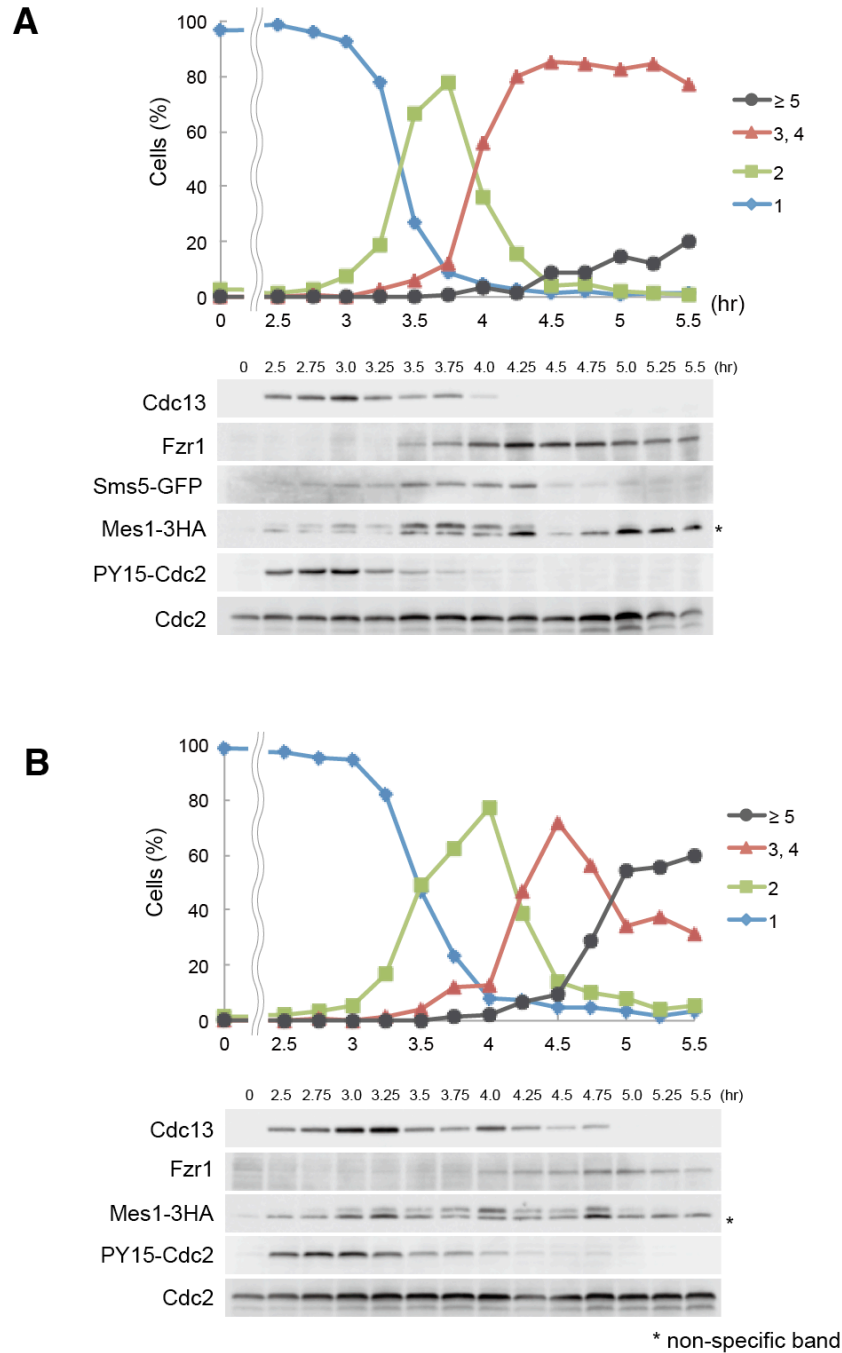 A
100
80
60
40
20
0
Cells (%)
0 2.5 3 3.5 4 4.5 5 5.5 (hr)
≥ 5
3, 4
2
1
0 2.5 2.75 3.0 3.25 3.5 3.75 4.0 4.25 4.5 4.75 5.0 5.25 5.5 (hr)
Cdc13
Fzr1
Sms5-GFP
Mes1-3HA *
PY15-Cdc2
Cdc2
B
100
80
60
40
20
0
Cells (%)
0 2.5 3 3.5 4 4.5 5 5.5
≥ 5
3, 4
2
1
0 2.5 2.75 3.0 3.25 3.5 3.75 4.0 4.25 4.5 4.75 5.0 5.25 5.5 (hr)
Cdc13
Fzr1
Mes1-3HA *
PY15-Cdc2
Cdc2
* non-specific band